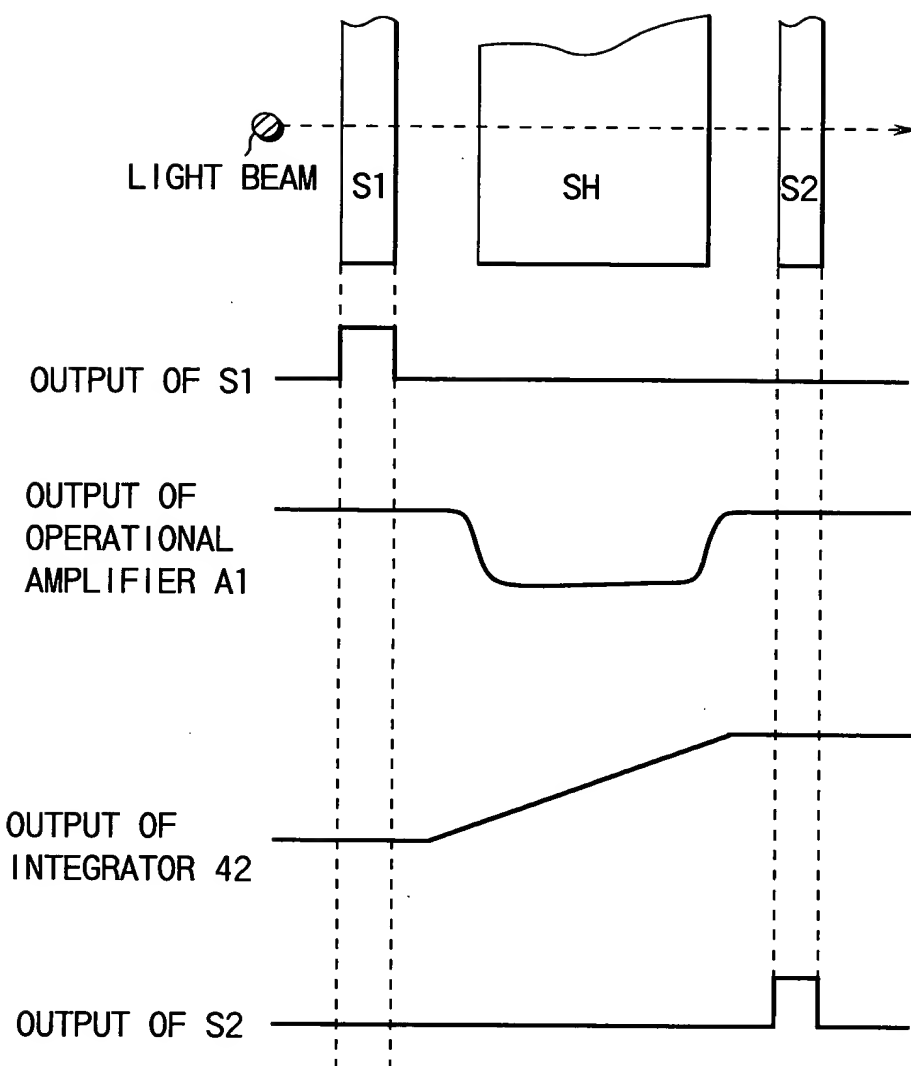 LIGHT BEAM
S1
SH
S2
OUTPUT OF S1
OUTPUT OF
OPERATIONAL
AMPLIFIER A1
OUTPUT OF
INTEGRATOR 42
OUTPUT OF S2